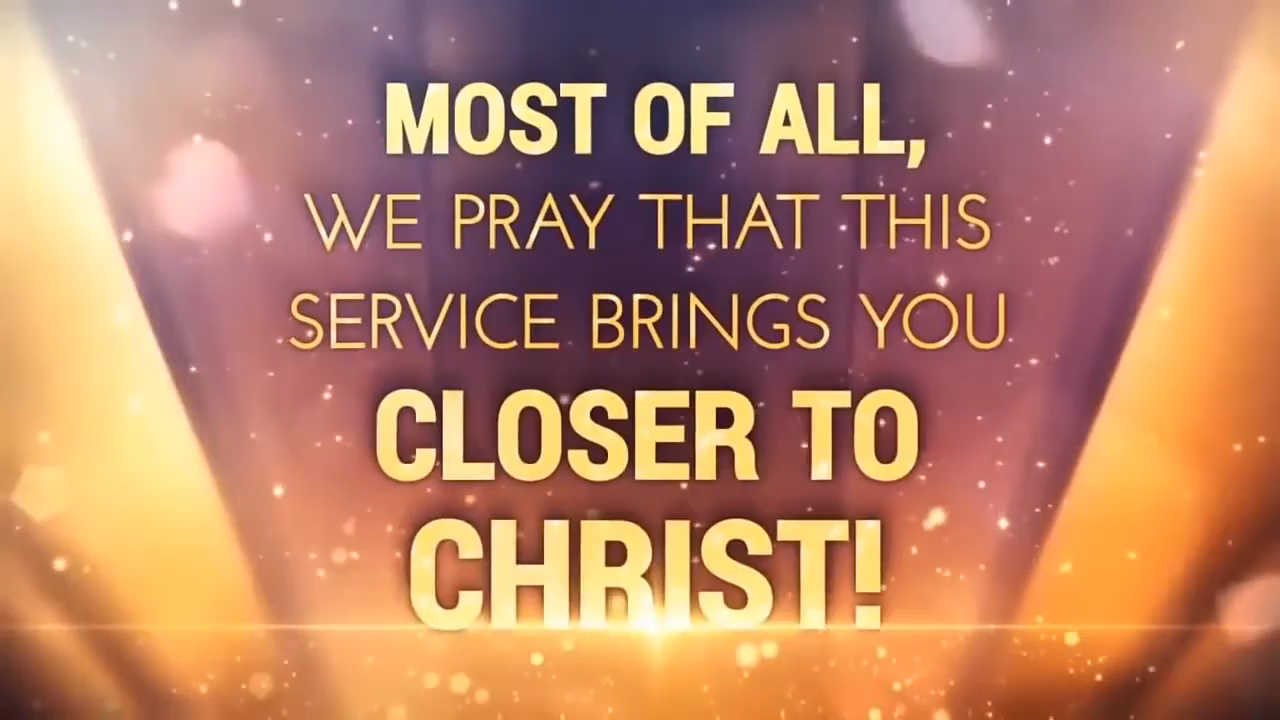 MOST OF ALL,
WE PRAY THAT THIS
SERVICE BRINGS YOU
CLOSER TO
CHRIST!